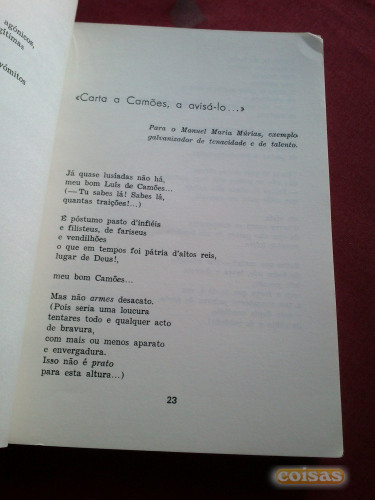 agónicos,
vómitos
«Carta a Camões, a avisá-lo...»
Para o Manuel Maria Múrias, exemplo
galvanizador de tenacidade e de talento.
Já quase lusíadas não há,
meu bom Luís de Camões...
(— Tu sabes lá! Sabes lá,
quantas traições!...)
É póstumo pasto d'infiéis
e filisteus, de fariseus
e vendilhões
o que em tempos foi pátria d'altos reis,
lugar de Deus!,
meu bom Camões...
Mas não armes desacato.
(Pois seria uma loucura
tentares todo e qualquer acto
de bravura,
com mais ou menos aparato
e envergadura.
Isso não é prato
para esta altura...)
23
coisas